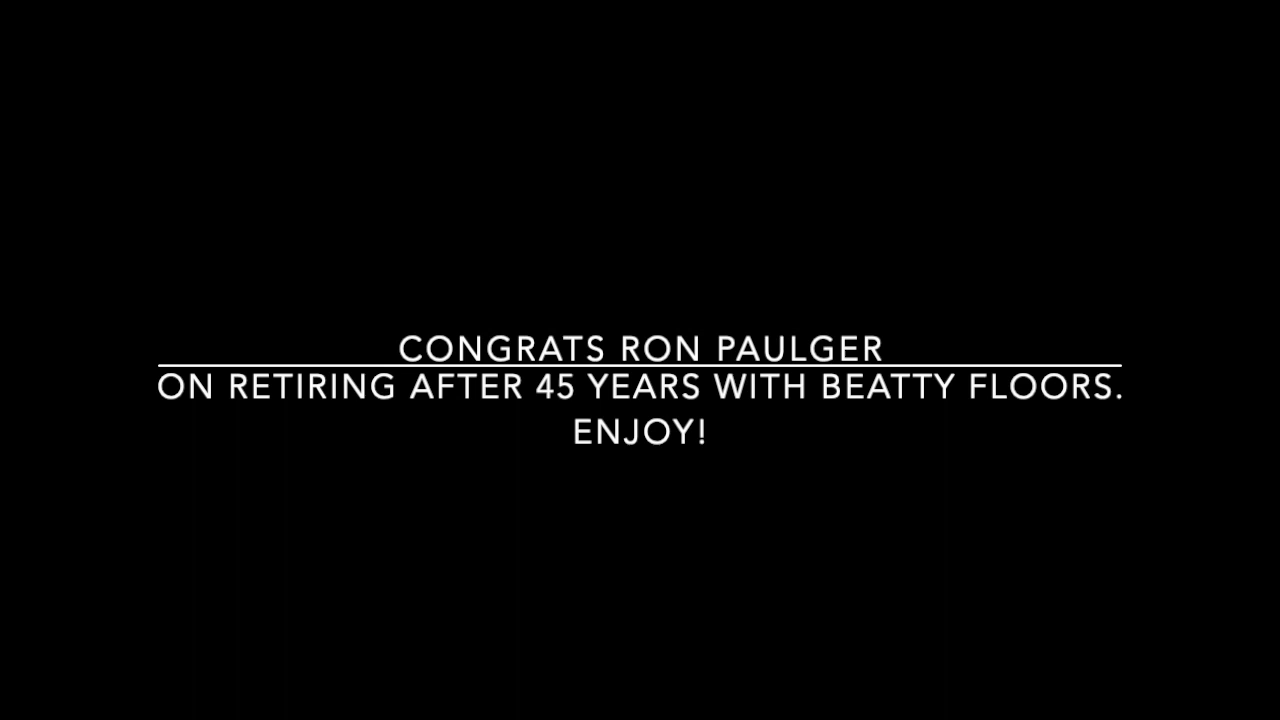 CONGRATS RON PAULGER
ON RETIRING AFTER 45 YEARS WITH BEATTY FLOORS.
ENJOY!